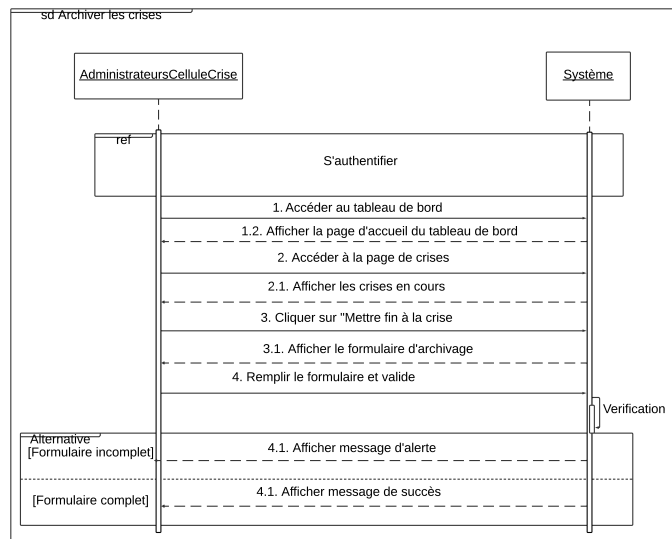 sd Archiver les crises
AdministrateursCelluleCrise
Système
ref
S'authentifier
1. Accéder au tableau de bord
1.2. Afficher la page d'accueil du tableau de bord
2. Accéder à la page de crises
2.1. Afficher les crises en cours
3. Cliquer sur "Mettre fin à la crise
3.1. Afficher le formulaire d'archivage
4. Remplir le formulaire et valide
Verification
Alternative
[Formulaire incomplet]
4.1. Afficher message d'alerte
[Formulaire complet]
4.1. Afficher message de succès